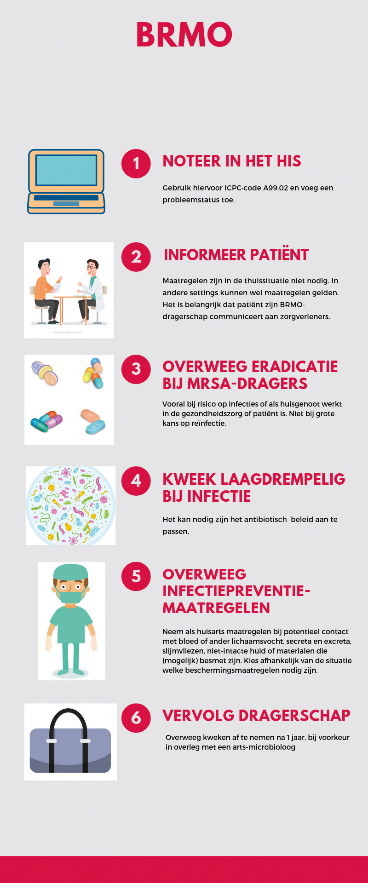 BRMO
1
NOTEER IN HET HIS
Gebruik hiervoor ICPC-code A99.02 en voeg een
probleemstatus toe.
2
INFORMEER PATIËNT
Maatregelen zijn in de thuissituatie niet nodig. In
andere settings kunnen wel maatregelen gelden.
Het is belangrijk dat patiënt zijn BRMO-
dragerschap communiceert aan zorgverleners.
3
OVERWEEG ERADICATIE
BIJ MRSA-DRAGERS
Vooral bij risico op infecties of als huisgenoot werkt
in de gezondheidszorg of patiënt is. Niet bij grote
kans op reïnfectie.
4
KWEEK LAAGDREMPELIG
BIJ INFECTIE
Het kan nodig zijn het antibiotisch beleid aan te
passen.
5
OVERWEEG
INFECTIEPREVENTIE-
MAATREGELEN
Neem als huisarts maatregelen bij potentieel contact
met bloed of ander lichaamsvocht, secreta en excreta,
slijmvliezen, niet-intacte huid of materialen die
(mogelijk) besmet zijn. Kies afhankelijk van de situatie
welke beschermingsmaatregelen nodig zijn.
6
VERVOLG DRAGERSCHAP
Overweeg kweken af te nemen na 1 jaar, bij voorkeur
in overleg met een arts-microbioloog